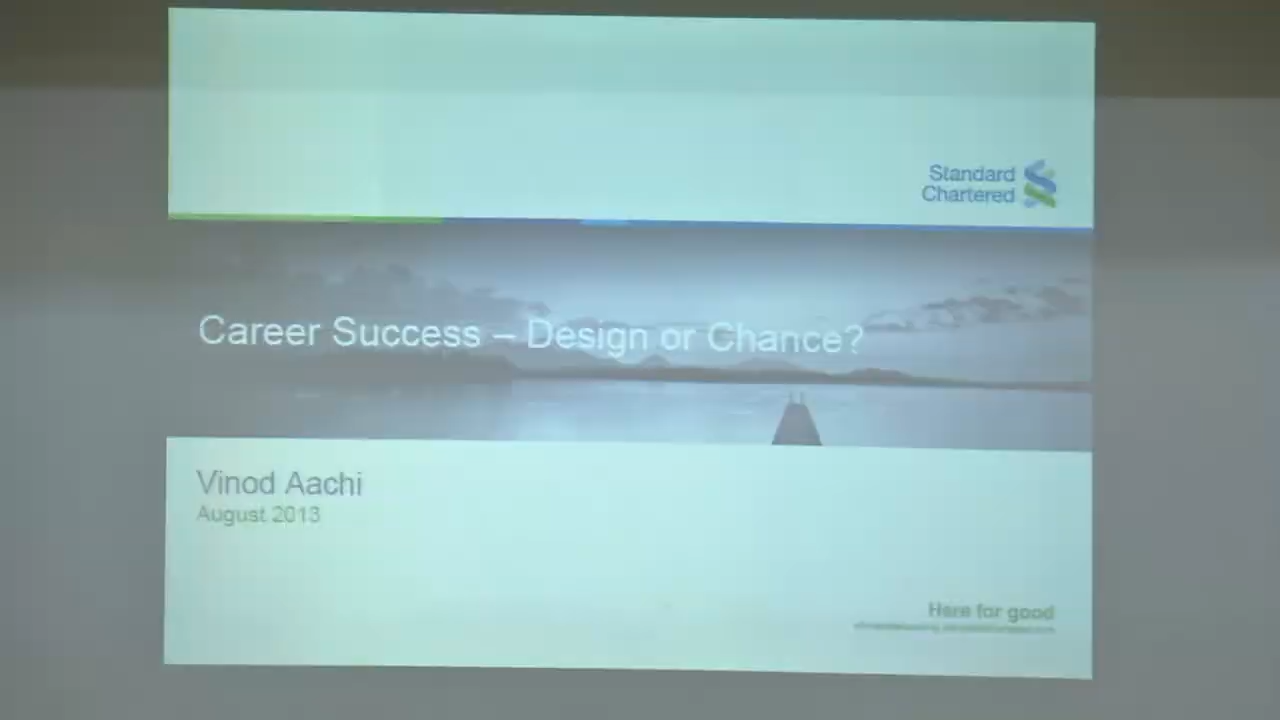 Standard
Chartered
Career Success – Design or Chance?
Vinod Aachi
August 2013
Here for good